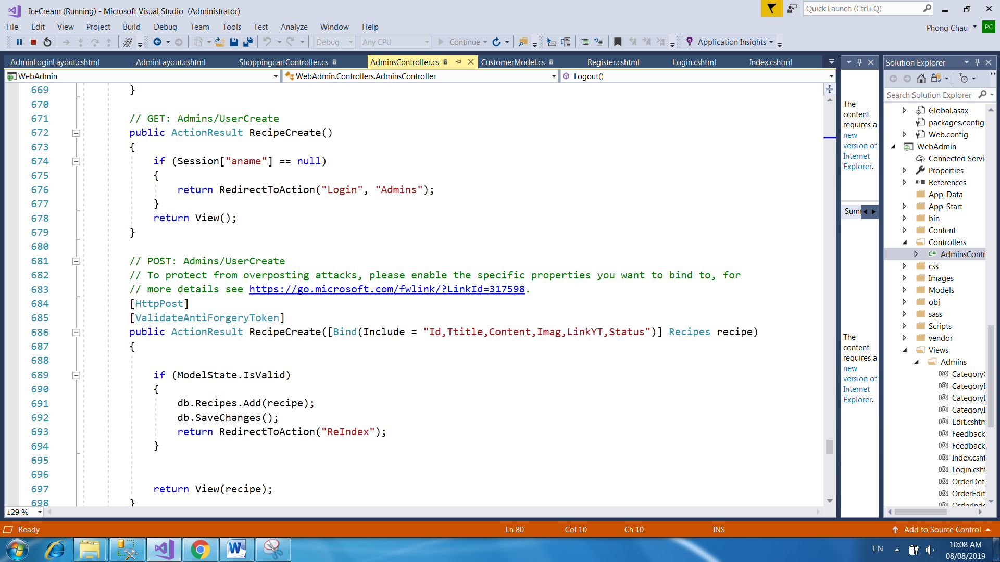 IceCream (Running) - Microsoft Visual Studio (Administrator)
Quick Launch (Ctrl+Q)
File Edit View Project Build Debug Team Tools Test Analyze Window Help
Phong Chau PC
Debug Any CPU Continue Application Insights
_AdminLoginLayout.cshtml _AdminLayout.cshtml ShoppingcartController.cs AdminsController.cs CustomerModel.cs Register.cshtml Login.cshtml Index.cshtml
WebAdmin WebAdmin.Controllers.AdminsController Logout()
669 }
670
671 // GET: Admins/UserCreate
672 public ActionResult RecipeCreate()
673 {
674 if (Session["aname"] == null)
675 {
676 return RedirectToAction("Login", "Admins");
677 }
678 return View();
679 }
680
681 // POST: Admins/UserCreate
682 // To protect from overposting attacks, please enable the specific properties you want to bind to, for
683 // more details see https://go.microsoft.com/fwlink/?LinkId=317598.
684 [HttpPost]
685 [ValidateAntiForgeryToken]
686 public ActionResult RecipeCreate([Bind(Include = "Id,Ttitle,Content,Imag,LinkYT,Status")] Recipes recipe)
687 {
688
689 if (ModelState.IsValid)
690 {
691 db.Recipes.Add(recipe);
692 db.SaveChanges();
693 return RedirectToAction("ReIndex");
694 }
695
696
697 return View(recipe);
698 }
129 %
The
content
requires a
new
version of
Internet
Explorer.
Sum
The
content
requires a
new
version of
Internet
Explorer.
Solution Explorer
Search Solution Explorer
Global.asax
packages.config
Web.config
WebAdmin
Connected Servi
Properties
References
App_Data
App_Start
bin
Content
Controllers
C# AdminsContr
css
Images
Models
obj
sass
Scripts
vendor
Views
Admins
[@] CategoryC
[@] CategoryD
[@] CategoryE
[@] CategoryI
[@] Edit.cshtm
[@] Feedback
[@] Feedback
[@] Index.csht
[@] Login.csht
[@] OrderDeta
[@] OrderEdit
[@] OrderInde
Ready Ln 80 Col 10 Ch 10 INS Add to Source Control
EN
10:08 AM
08/08/2019